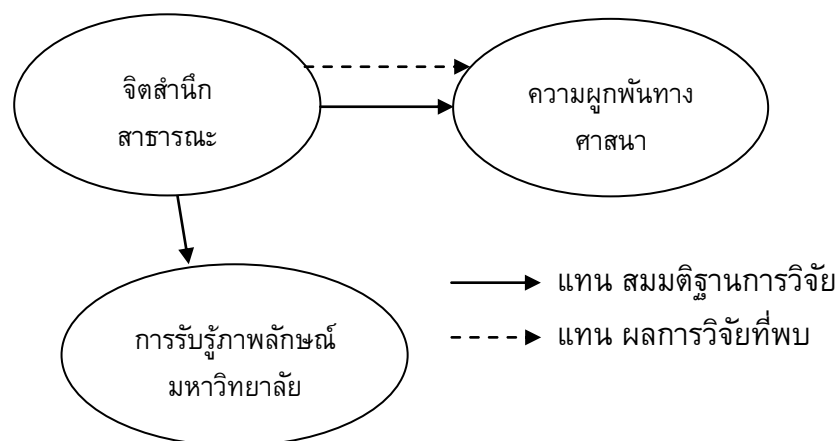 จิตสำนึก
สาธารณะ
ความผูกพันทาง
ศาสนา
การรับรู้ภาพลักษณ์
มหาวิทยาลัย
แทน สมมติฐานการวิจัย
แทน ผลการวิจัยที่พบ